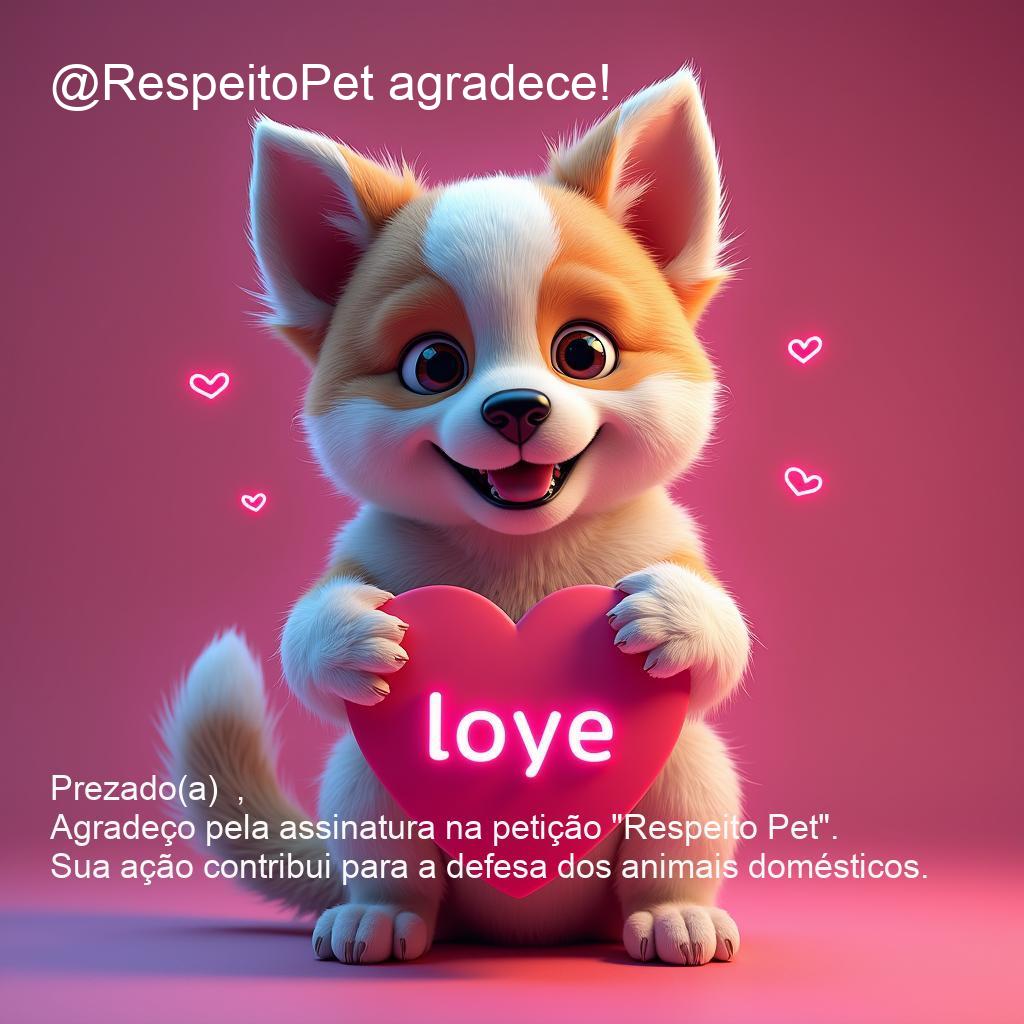 @RespeitoPet agradece!
loye
Prezado(a) ,
Agradeço pela assinatura na petição "Respeito Pet".
Sua ação contribui para a defesa dos animais domésticos.